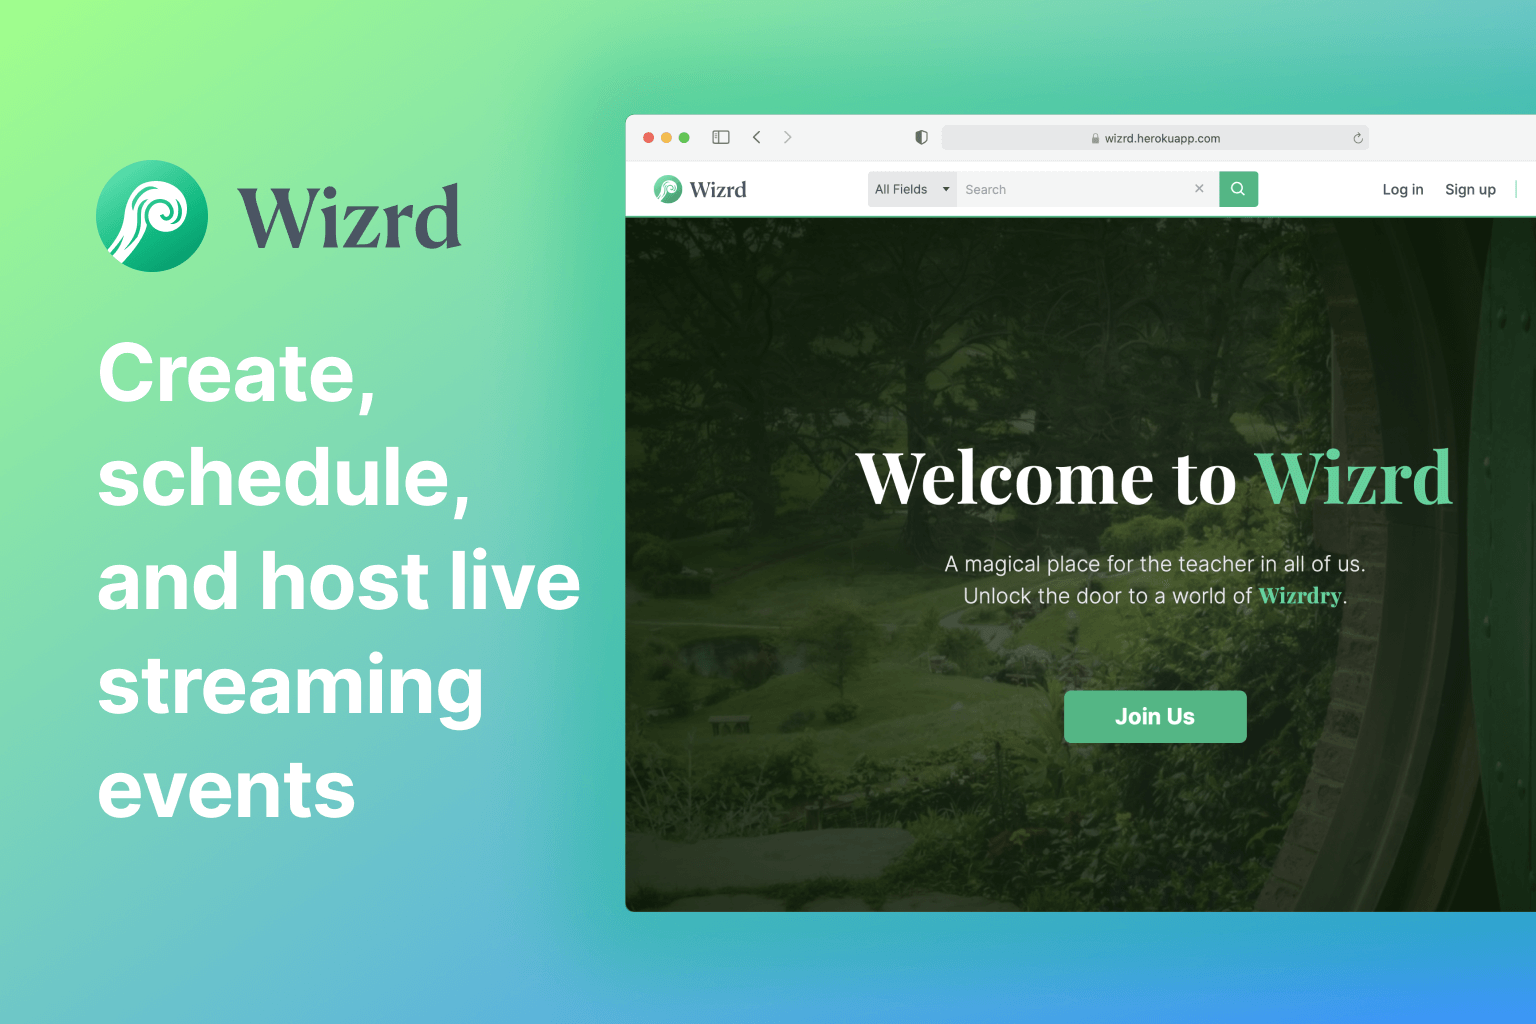 Wizrd
Create,
schedule,
and host live
streaming
events
wizrd.herokuapp.com
Wizrd
All Fields
Search
Log in
Sign up
Welcome to Wizrd
A magical place for the teacher in all of us.
Unlock the door to a world of Wizrdry.
Join Us